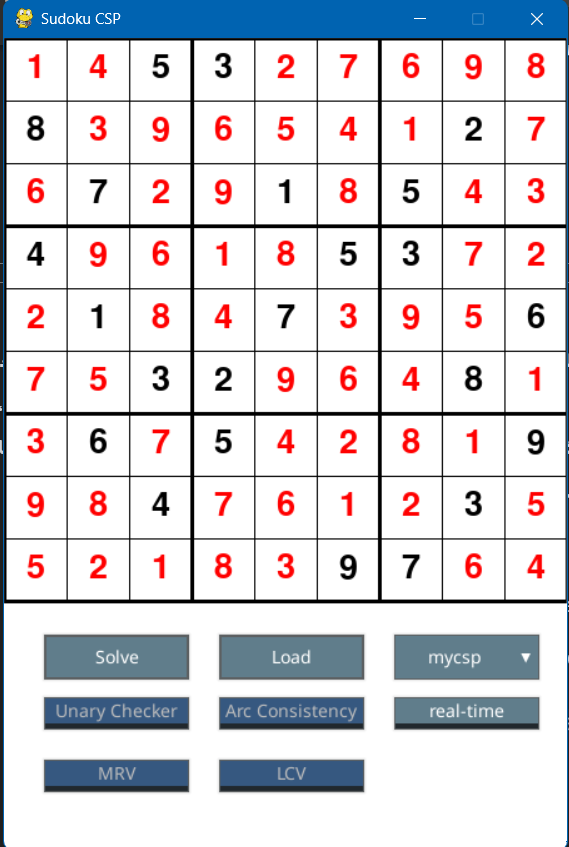 Sudoku CSP
1 4 5 3 2 7 6 9 8
8 3 9 6 5 4 1 2 7
6 7 2 9 1 8 5 4 3
4 9 6 1 8 5 3 7 2
2 1 8 4 7 3 9 5 6
7 5 3 2 9 6 4 8 1
3 6 7 5 4 2 8 1 9
9 8 4 7 6 1 2 3 5
5 2 1 8 3 9 7 6 4
Solve Load mycsp ▼
Unary Checker Arc Consistency real-time
MRV LCV